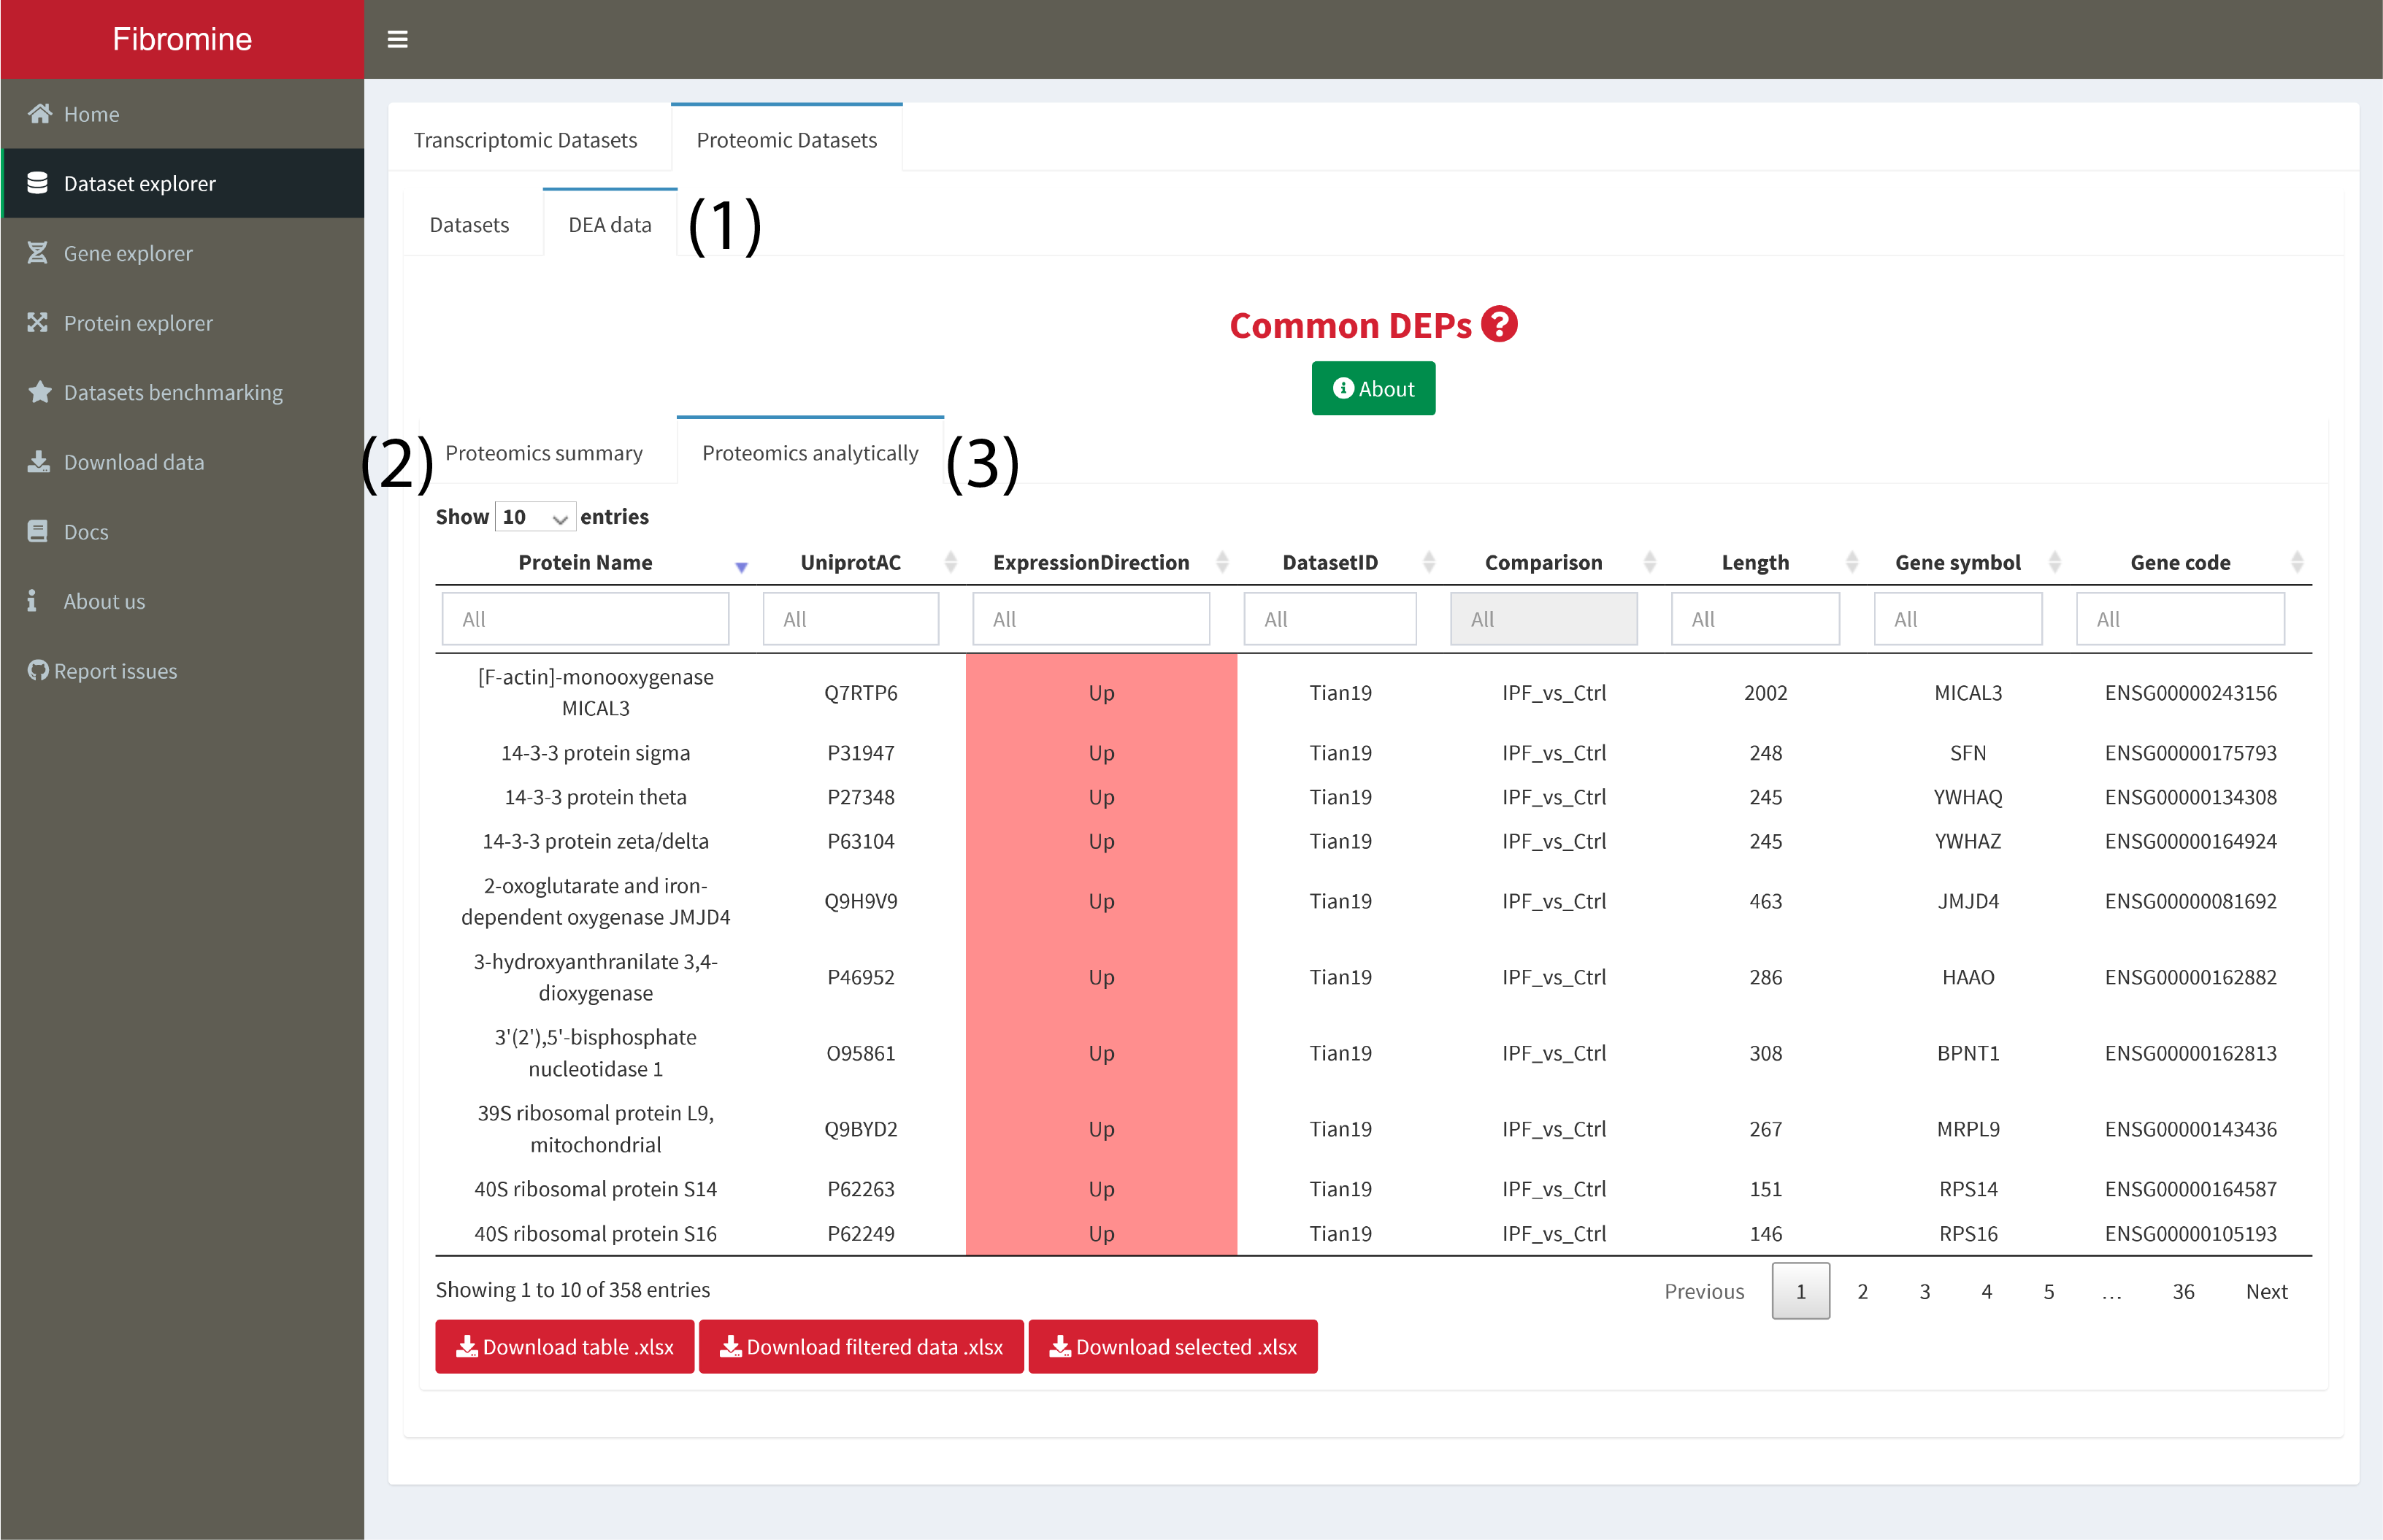 Fibromine
Home
Dataset explorer
Gene explorer
Protein explorer
Datasets benchmarking
Download data
Docs
About us
Report issues
Transcriptomic Datasets Proteomic Datasets
Datasets DEA data (1)
Common DEPs ?
About
(2) Proteomics summary Proteomics analytically (3)
Show 10 entries
Protein Name UniprotAC ExpressionDirection DatasetID Comparison Length Gene symbol Gene code
All All All All All All All All
[F-actin]-monooxygenase
MICAL3 Q7RTP6 Up Tian19 IPF_vs_Ctrl 2002 MICAL3 ENSG00000243156
14-3-3 protein sigma P31947 Up Tian19 IPF_vs_Ctrl 248 SFN ENSG00000175793
14-3-3 protein theta P27348 Up Tian19 IPF_vs_Ctrl 245 YWHAQ ENSG00000134308
14-3-3 protein zeta/delta P63104 Up Tian19 IPF_vs_Ctrl 245 YWHAZ ENSG00000164924
2-oxoglutarate and iron-
dependent oxygenase JMJD4 Q9H9V9 Up Tian19 IPF_vs_Ctrl 463 JMJD4 ENSG00000081692
3-hydroxyanthranilate 3,4-
dioxygenase P46952 Up Tian19 IPF_vs_Ctrl 286 HAAO ENSG00000162882
3'(2'),5'-bisphosphate
nucleotidase 1 O95861 Up Tian19 IPF_vs_Ctrl 308 BPNT1 ENSG00000162813
39S ribosomal protein L9,
mitochondrial Q9BYD2 Up Tian19 IPF_vs_Ctrl 267 MRPL9 ENSG00000143436
40S ribosomal protein S14 P62263 Up Tian19 IPF_vs_Ctrl 151 RPS14 ENSG00000164587
40S ribosomal protein S16 P62249 Up Tian19 IPF_vs_Ctrl 146 RPS16 ENSG00000105193
Showing 1 to 10 of 358 entries
Previous 1 2 3 4 5 … 36 Next
Download table .xlsx Download filtered data .xlsx Download selected .xlsx